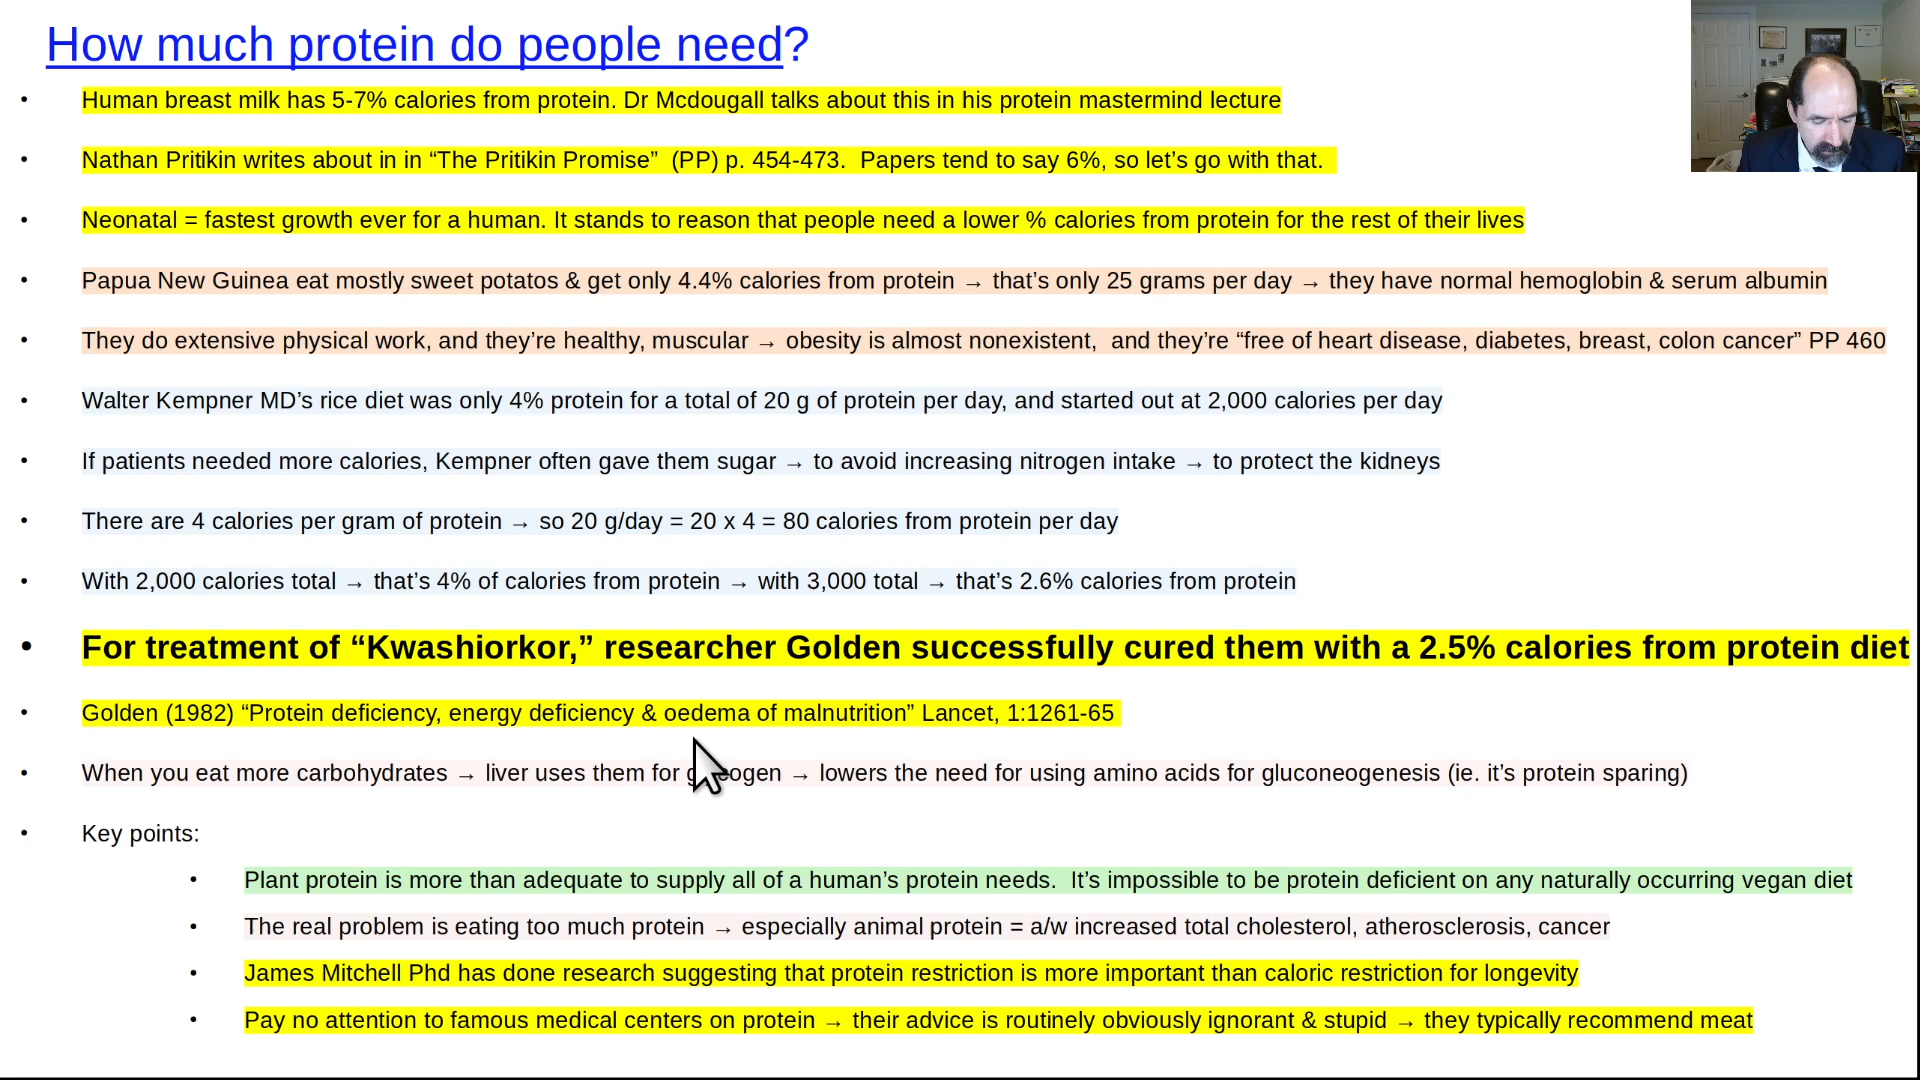 How much protein do people need?
• Human breast milk has 5-7% calories from protein. Dr Mcdougall talks about this in his protein mastermind lecture
• Nathan Pritikin writes about in in “The Pritikin Promise” (PP) p. 454-473. Papers tend to say 6%, so let’s go with that.
• Neonatal = fastest growth ever for a human. It stands to reason that people need a lower % calories from protein for the rest of their lives
• Papua New Guinea eat mostly sweet potatos & get only 4.4% calories from protein → that’s only 25 grams per day → they have normal hemoglobin & serum albumin
• They do extensive physical work, and they’re healthy, muscular → obesity is almost nonexistent, and they’re “free of heart disease, diabetes, breast, colon cancer” PP 460
• Walter Kempner MD’s rice diet was only 4% protein for a total of 20 g of protein per day, and started out at 2,000 calories per day
• If patients needed more calories, Kempner often gave them sugar → to avoid increasing nitrogen intake → to protect the kidneys
• There are 4 calories per gram of protein → so 20 g/day = 20 x 4 = 80 calories from protein per day
• With 2,000 calories total → that’s 4% of calories from protein → with 3,000 total → that’s 2.6% calories from protein
• For treatment of “Kwashiorkor,” researcher Golden successfully cured them with a 2.5% calories from protein diet
• Golden (1982) “Protein deficiency, energy deficiency & oedema of malnutrition” Lancet, 1:1261-65
• When you eat more carbohydrates → liver uses them for → lowers the need for using amino acids for gluconeogenesis (ie. it’s protein sparing)
• Key points:
• Plant protein is more than adequate to supply all of a human’s protein needs. It’s impossible to be protein deficient on any naturally occurring vegan diet
• The real problem is eating too much protein → especially animal protein = a/w increased total cholesterol, atherosclerosis, cancer
• James Mitchell Phd has done research suggesting that protein restriction is more important than caloric restriction for longevity
• Pay no attention to famous medical centers on protein → their advice is routinely obviously ignorant & stupid → they typically recommend meat